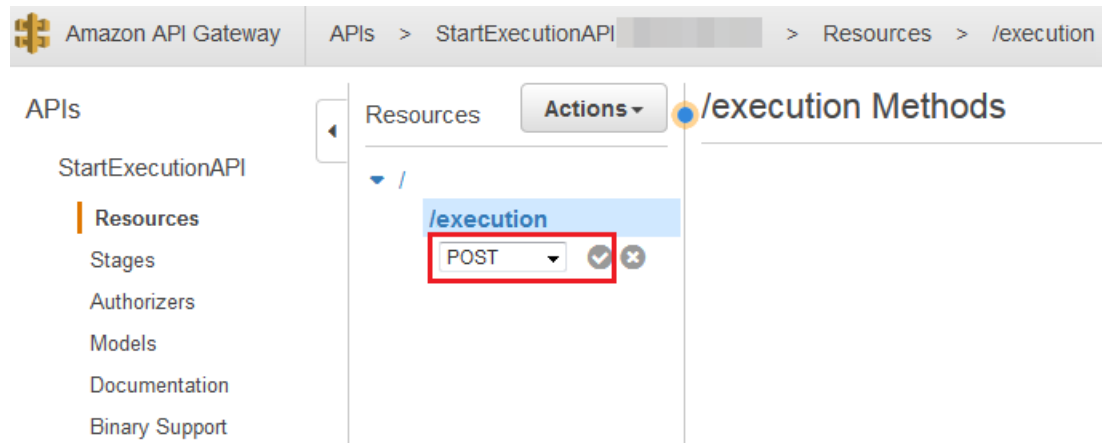 Amazon API Gateway APIs > StartExecutionAPI > Resources > /execution
APIs
StartExecutionAPI
Resources
Stages
Authorizers
Models
Documentation
Binary Support
Resources Actions
/
/execution
POST
/execution Methods